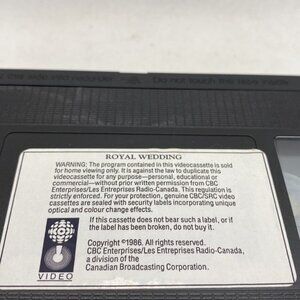 Do not touch the
ROYAL WEDDING
WARNING: The program contained in this videocassette is sold
for home viewing only. It is against the law to duplicate this
videocassette for any purpose—personal, educational or
commercial—without prior written permission from CBC
Enterprises/Les Entreprises Radio-Canada. This regulation is
strictly enforced. For your protection, genuine CBC/SRC video
cassettes are sealed with security labels incorporating unique
optical and colour change effects.
If this cassette does not bear such a label, or if
the label has been broken, do not buy it.
Copyright ©1986. All rights reserved.
CBC Enterprises/Les Entreprises Radio-Canada,
a division of the
Canadian Broadcasting Corporation.
VIDEO